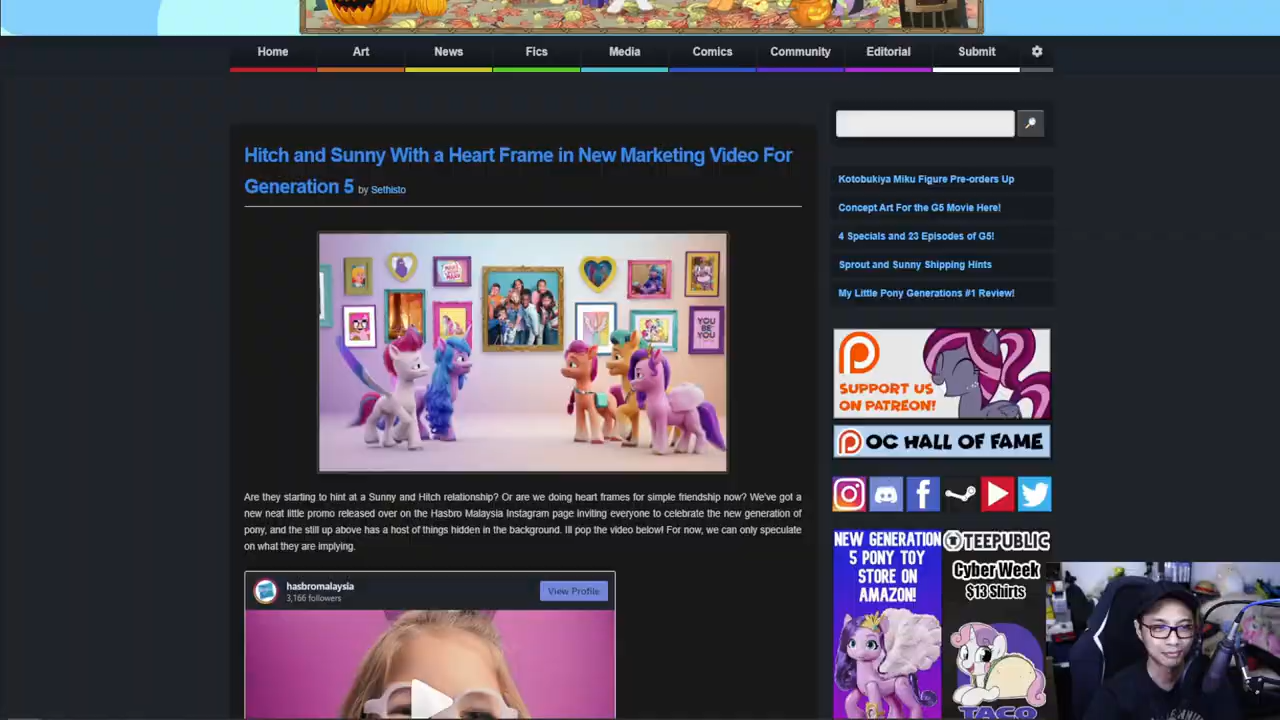 Home Art News Fics Media Comics Community Editorial Submit
Hitch and Sunny With a Heart Frame in New Marketing Video For
Generation 5 by Sethisto
YOU
BE
YOU
Are they starting to hint at a Sunny and Hitch relationship? Or are we doing heart frames for simple friendship now? We've got a
new neat little promo released over on the Hasbro Malaysia Instagram page inviting everyone to celebrate the new generation of
pony, and the still up above has a host of things hidden in the background. Ill pop the video below! For now, we can only speculate
on what they are implying.
hasbromalaysia
3,166 followers
View Profile
Kotobukiya Miku Figure Pre-orders Up
Concept Art For the G5 Movie Here!
4 Specials and 23 Episodes of G5!
Sprout and Sunny Shipping Hints
My Little Pony Generations #1 Review!
SUPPORT US
ON PATREON!
OC HALL OF FAME
NEW GENERATION
5 PONY TOY
STORE ON
AMAZON!
TEEPUBLIC
Cyber Week
$13 Shirts
TACO